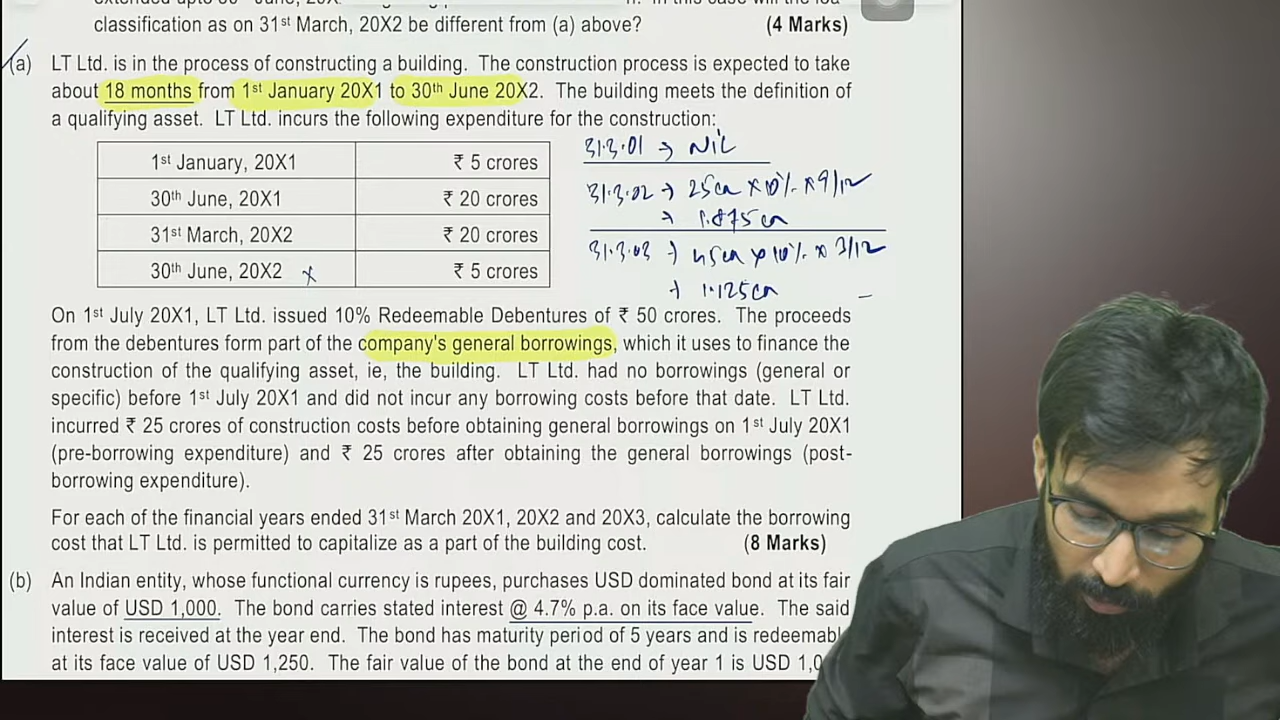 classification as on 31st March, 20X2 be different from (a) above? (4 Marks)
(a) LT Ltd. is in the process of constructing a building. The construction process is expected to take
about 18 months from 1st January 20X1 to 30th June 20X2. The building meets the definition of
a qualifying asset. LT Ltd. incurs the following expenditure for the construction:
1st January, 20X1 ₹ 5 crores
30th June, 20X1 ₹ 20 crores
31st March, 20X2 ₹ 20 crores
30th June, 20X2 x ₹ 5 crores
31.3.01 → NIL
31.3.02 → 25cr x 10% x 9/12
→ 1.875cr
31.3.03 → 45cr x 10% x 3/12
→ 1.125cr
On 1st July 20X1, LT Ltd. issued 10% Redeemable Debentures of ₹ 50 crores. The proceeds
from the debentures form part of the company's general borrowings, which it uses to finance the
construction of the qualifying asset, ie, the building. LT Ltd. had no borrowings (general or
specific) before 1st July 20X1 and did not incur any borrowing costs before that date. LT Ltd.
incurred ₹ 25 crores of construction costs before obtaining general borrowings on 1st July 20X1
(pre-borrowing expenditure) and ₹ 25 crores after obtaining the general borrowings (post-
borrowing expenditure).
For each of the financial years ended 31st March 20X1, 20X2 and 20X3, calculate the borrowing
cost that LT Ltd. is permitted to capitalize as a part of the building cost. (8 Marks)
(b) An Indian entity, whose functional currency is rupees, purchases USD dominated bond at its fair
value of USD 1,000. The bond carries stated interest @ 4.7% p.a. on its face value. The said
interest is received at the year end. The bond has maturity period of 5 years and is redeemabl
at its face value of USD 1,250. The fair value of the bond at the end of year 1 is USD 1,0